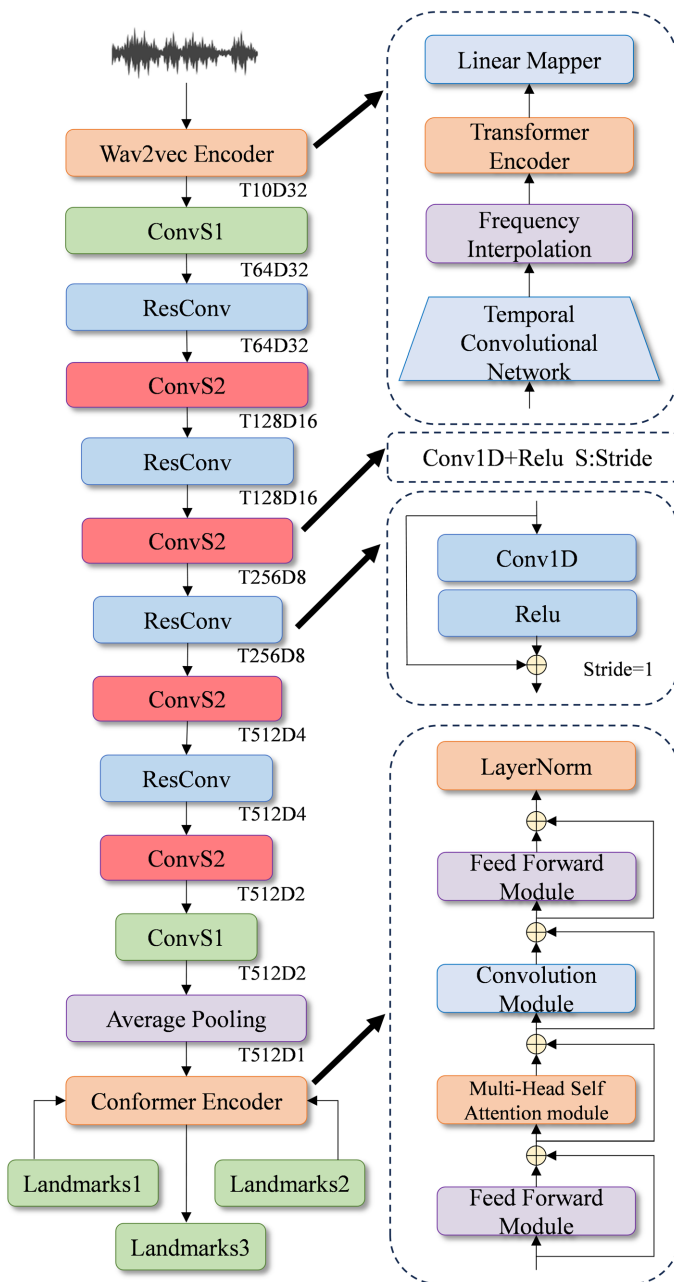 Wav2vec Encoder
T10D32
ConvS1
T64D32
ResConv
T64D32
ConvS2
T128D16
ResConv
T128D16
ConvS2
T256D8
ResConv
T256D8
ConvS2
T512D4
ResConv
T512D4
ConvS2
T512D2
ConvS1
T512D2
Average Pooling
T512D1
Conformer Encoder
Landmarks1
Landmarks2
Landmarks3
Linear Mapper
Transformer
Encoder
Frequency
Interpolation
Temporal
Convolutional
Network
Conv1D+Relu S:Stride
Conv1D
Relu
Stride=1
LayerNorm
Feed Forward
Module
Convolution
Module
Multi-Head Self
Attention module
Feed Forward
Module